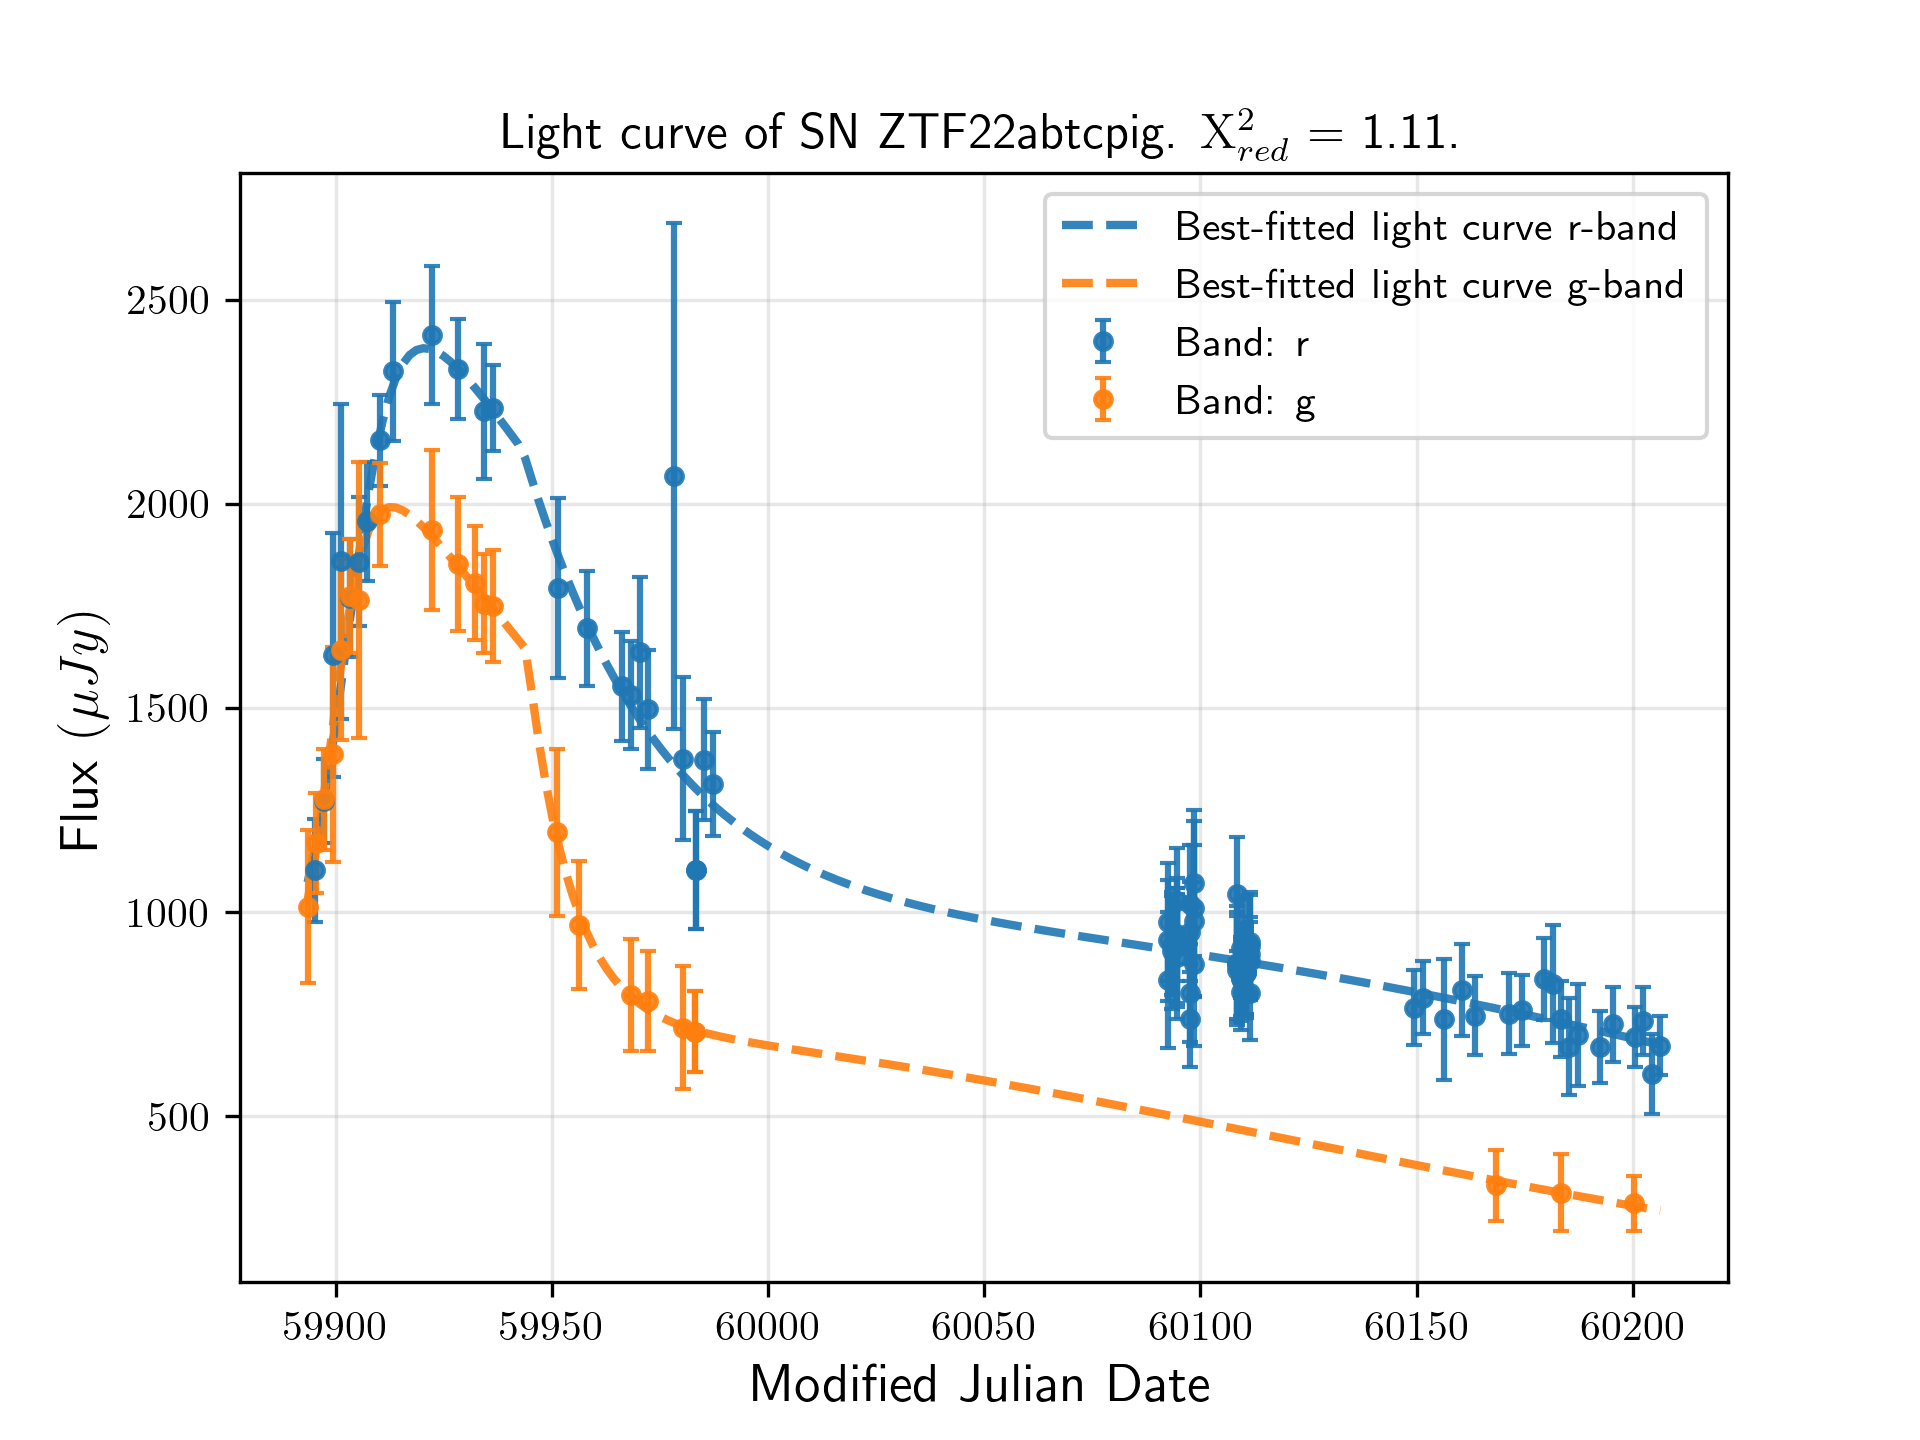 Light curve of SN ZTF22abtcpig. X²_red = 1.11.
Best-fitted light curve r-band
Best-fitted light curve g-band
Band: r
Band: g
Flux (μJy)
2500
2000
1500
1000
500
59900 59950 60000 60050 60100 60150 60200
Modified Julian Date